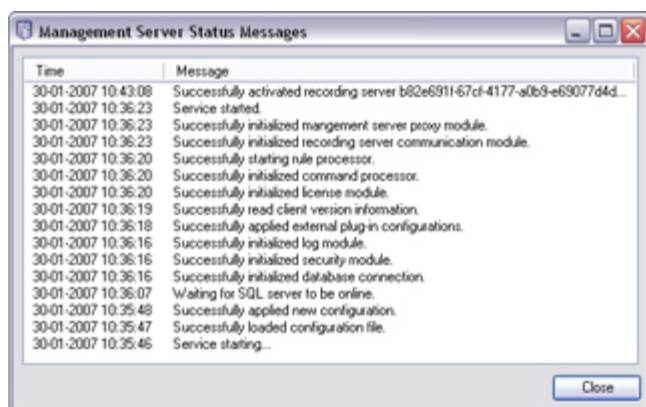 Management Server Status Messages
Time Message
30-01-2007 10:43:08 Successfully activated recording server b82e691f-67cf-4177-a0b9-e69077d4d...
30-01-2007 10:36:23 Service started.
30-01-2007 10:36:23 Successfully initialized mangement server proxy module.
30-01-2007 10:36:23 Successfully initialized recording server communication module.
30-01-2007 10:36:20 Successfully starting rule processor.
30-01-2007 10:36:20 Successfully initialized command processor.
30-01-2007 10:36:20 Successfully initialized license module.
30-01-2007 10:36:19 Successfully read client version information.
30-01-2007 10:36:18 Successfully applied external plug-in configurations.
30-01-2007 10:36:16 Successfully initialized log module.
30-01-2007 10:36:16 Successfully initialized security module.
30-01-2007 10:36:16 Successfully initialized database connection.
30-01-2007 10:36:07 Waiting for SQL server to be online.
30-01-2007 10:35:48 Successfully applied new configuration.
30-01-2007 10:35:47 Successfully loaded configuration file.
30-01-2007 10:35:46 Service starting...
Close